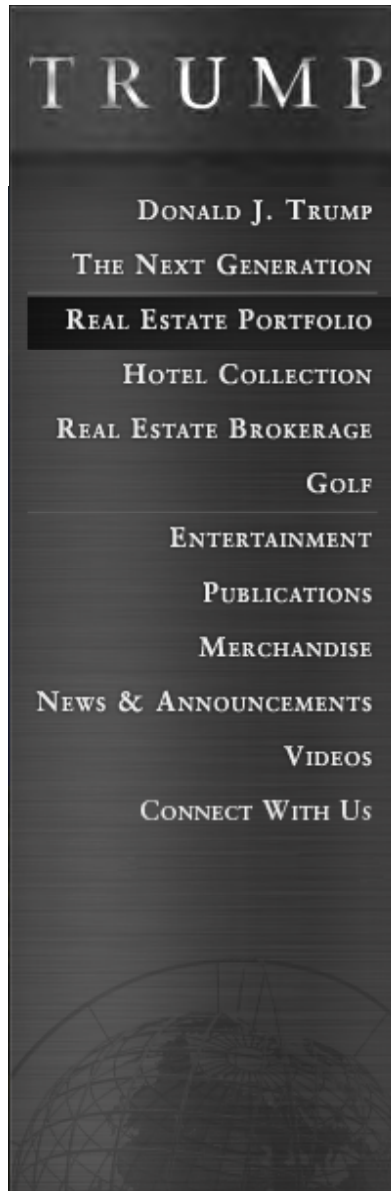 TRUMP
DONALD J. TRUMP
THE NEXT GENERATION
REAL ESTATE PORTFOLIO
HOTEL COLLECTION
REAL ESTATE BROKERAGE
GOLF
ENTERTAINMENT
PUBLICATIONS
MERCHANDISE
NEWS & ANNOUNCEMENTS
VIDEOS
CONNECT WITH US